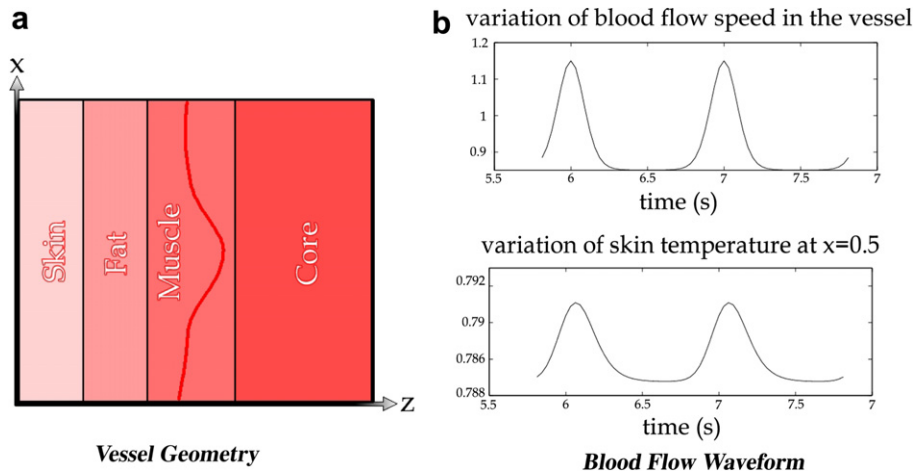 a
X
Skin
Fat
Muscle
Core
Z
Vessel Geometry
b
variation of blood flow speed in the vessel
1.2
1.1
1
0.9
5.5 6 6.5 7 7.5 7
time (s)
variation of skin temperature at x=0.5
0.792
0.79
0.786
0.788
5.5 6 6.5 7 7.5 7
time (s)
Blood Flow Waveform